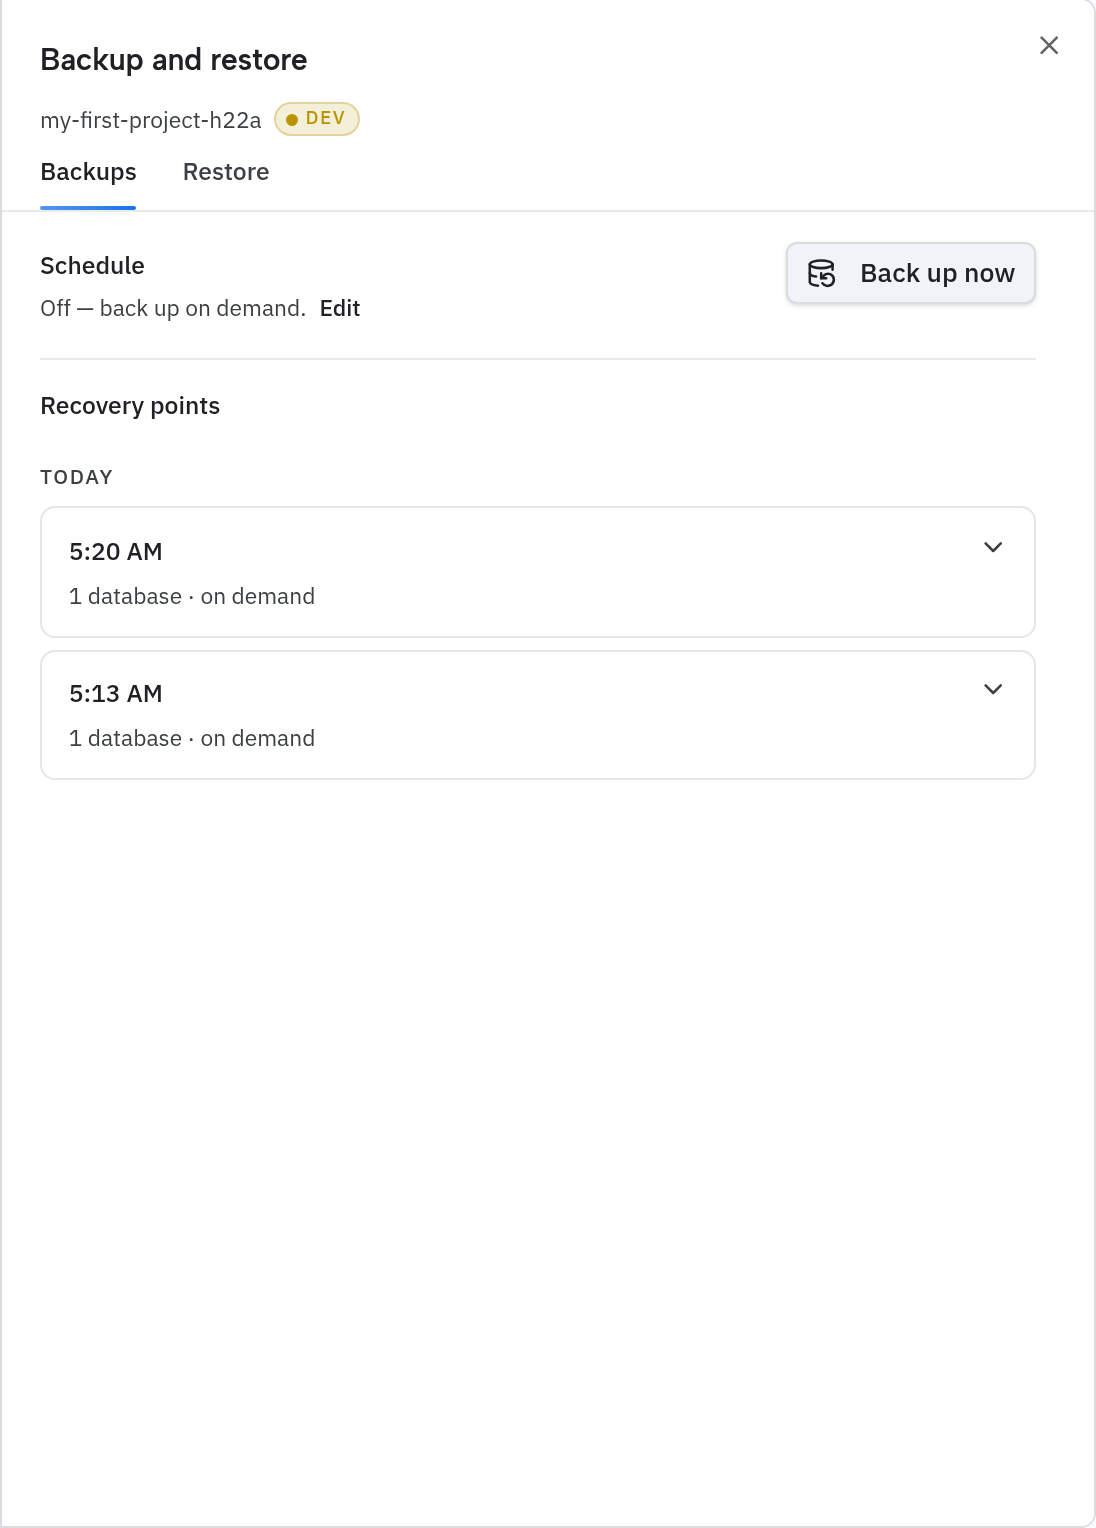 Backup and restore
my-first-project-h22a DEV
Backups Restore
Schedule
Back up now
Off — back up on demand. Edit
Recovery points
TODAY
5:20 AM
1 database · on demand
5:13 AM
1 database · on demand